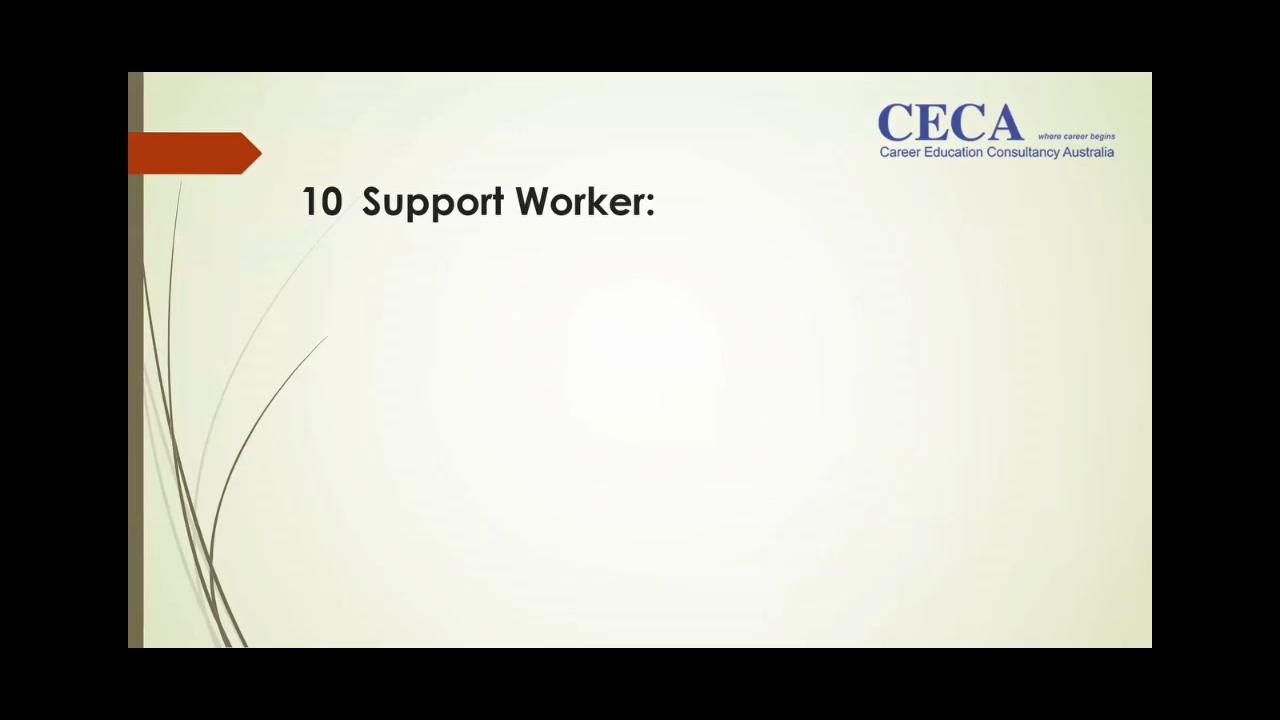 CECA where career begins
Career Education Consultancy Australia
10 Support Worker: